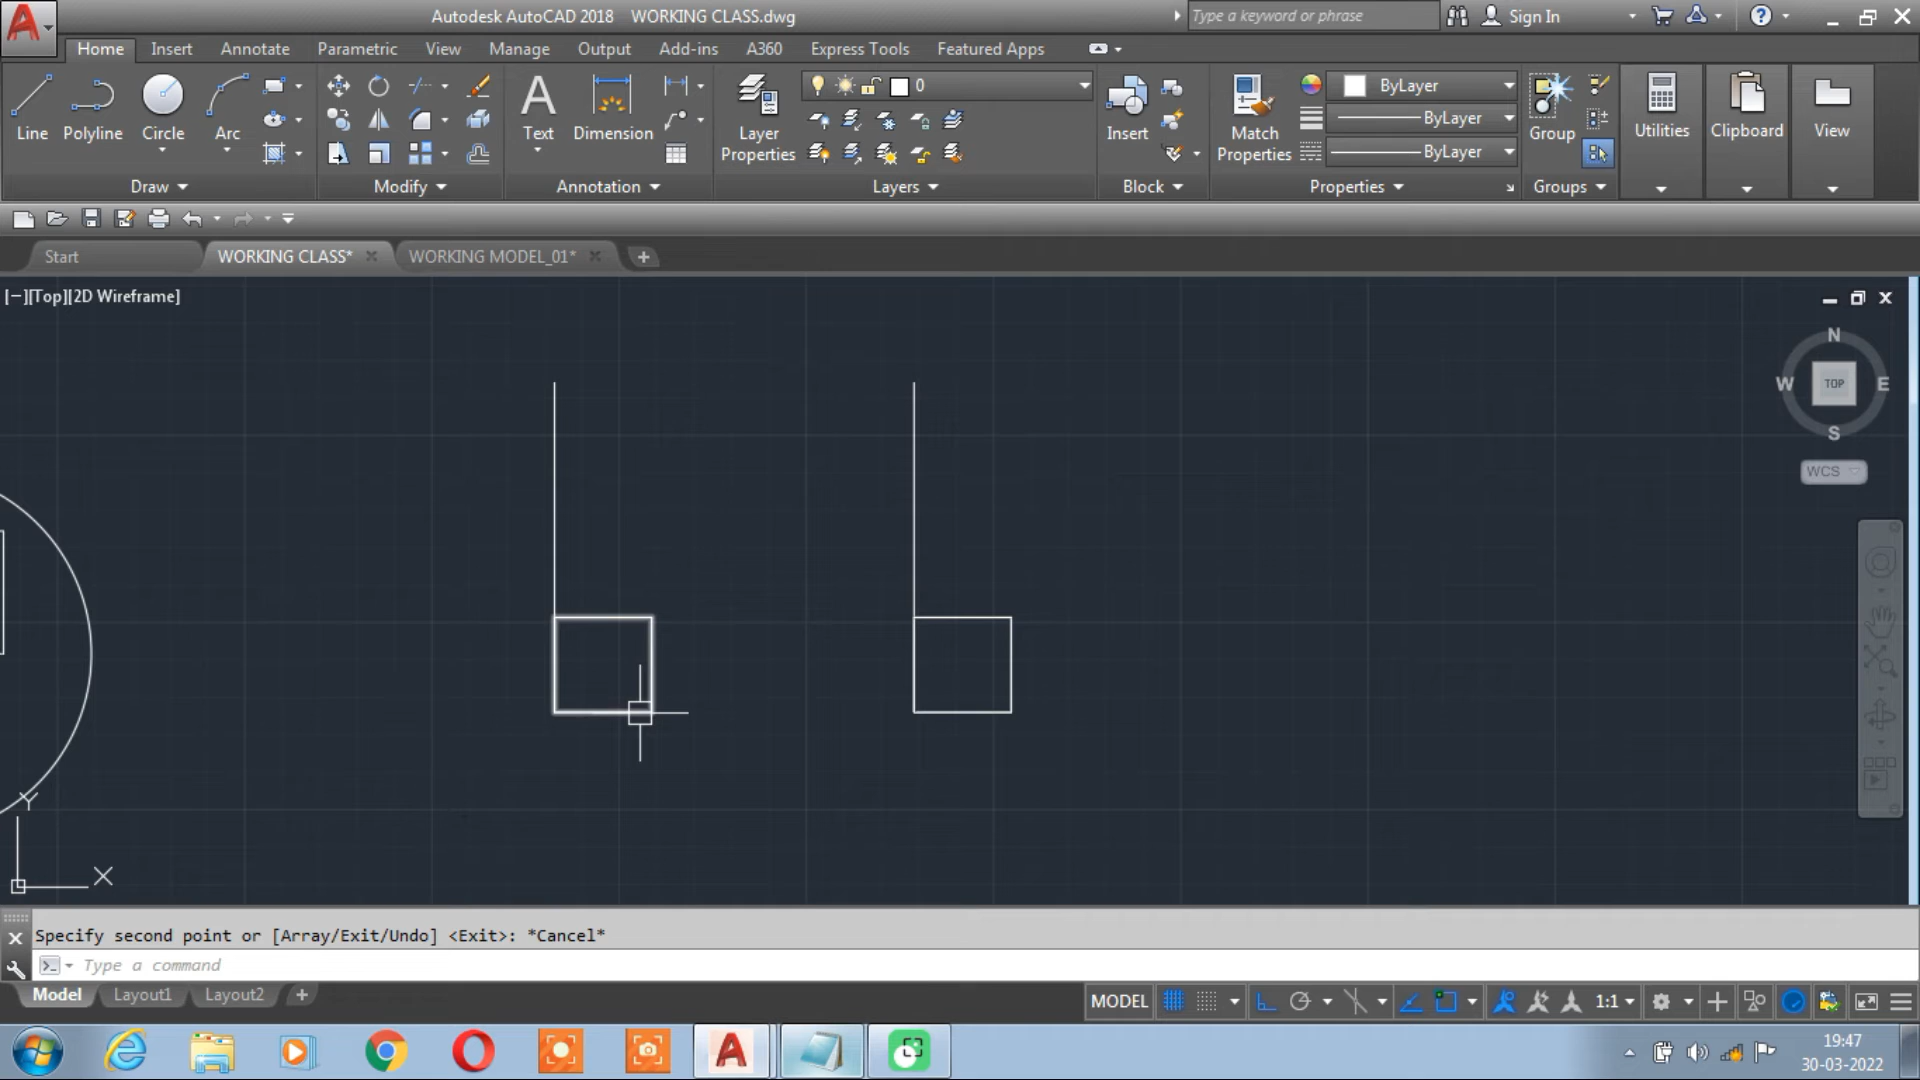 Autodesk AutoCAD 2018 WORKING CLASS.dwg
Type a keyword or phrase
Sign In
Home Insert Annotate Parametric View Manage Output Add-ins A360 Express Tools Featured Apps
Line
Polyline
Circle
Arc
Text
Dimension
Layer Properties
0
Insert
Match Properties
ByLayer
ByLayer
ByLayer
Group
Utilities
Clipboard
View
Draw
Modify
Annotation
Layers
Block
Properties
Groups
Start
WORKING CLASS*
WORKING MODEL_01*
[−][Top][2D Wireframe]
N
W TOP E
S
WCS
Y
X
Specify second point or [Array/Exit/Undo] <Exit>: *Cancel*
Type a command
Model Layout1 Layout2
MODEL
1:1
19:47
30-03-2022